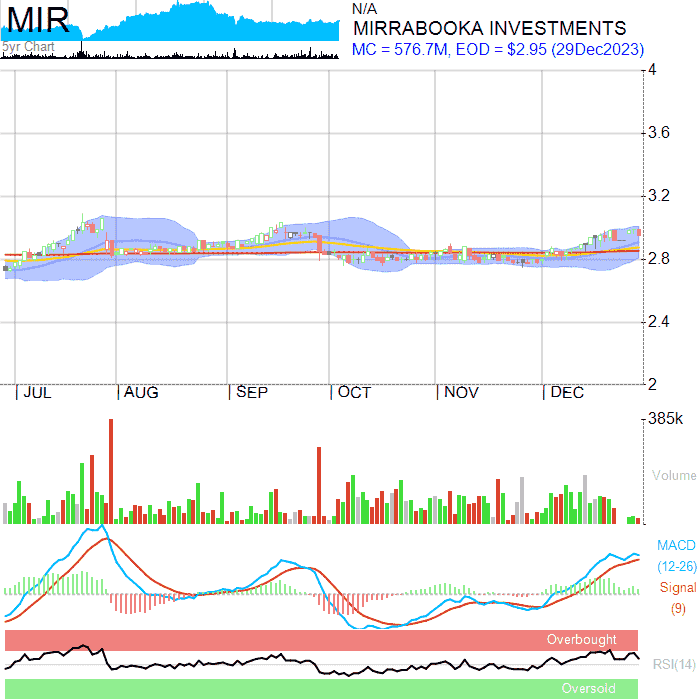 MIR
5yr Chart
N/A
MIRRABOOKA INVESTMENTS
MC = 576.7M, EOD = $2.95 (29Dec2023)
4
3.6
3.2
2.8
2.4
2
JUL AUG SEP OCT NOV DEC
385k
Volume
MACD
(12-26)
Signal
(9)
Overbought
RSI(14)
Oversold